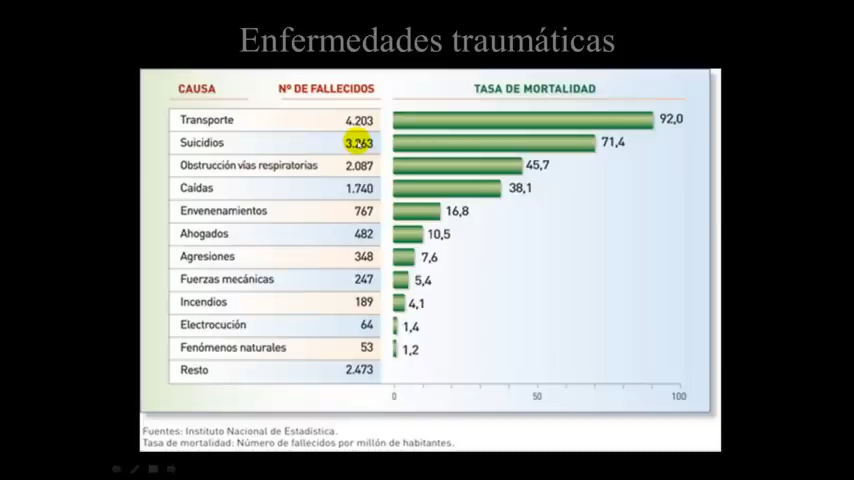 Enfermedades traumáticas
CAUSA Nº DE FALLECIDOS TASA DE MORTALIDAD
Transporte 4.203 92,0
Suicidios 3.263 71,4
Obstrucción vías respiratorias 2.087 45,7
Caídas 1.740 38,1
Envenenamientos 767 16,8
Ahogados 482 10,5
Agresiones 348 7,6
Fuerzas mecánicas 247 5,4
Incendios 189 4,1
Electrocución 64 1,4
Fenómenos naturales 53 1,2
Resto 2.473
0 50 100
Fuentes: Instituto Nacional de Estadística.
Tasa de mortalidad: Número de fallecidos por millón de habitantes.